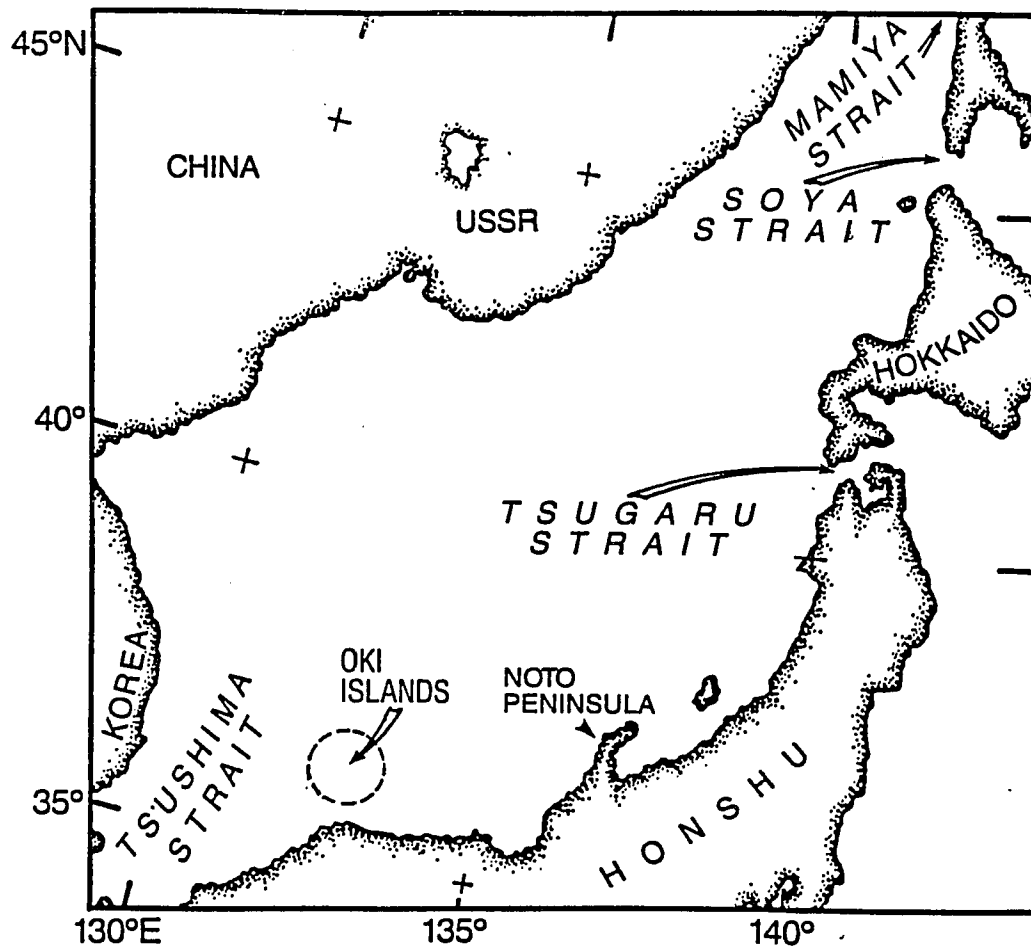 45°N
MAMIYA
STRAIT
CHINA
USSR
SOYA
STRAIT
HOKKAIDO
40°
TSUGARU
STRAIT
KOREA
OKI
ISLANDS
NOTO
PENINSULA
TSUSHIMA
STRAIT
HONSHU
35°
130°E
135°
140°